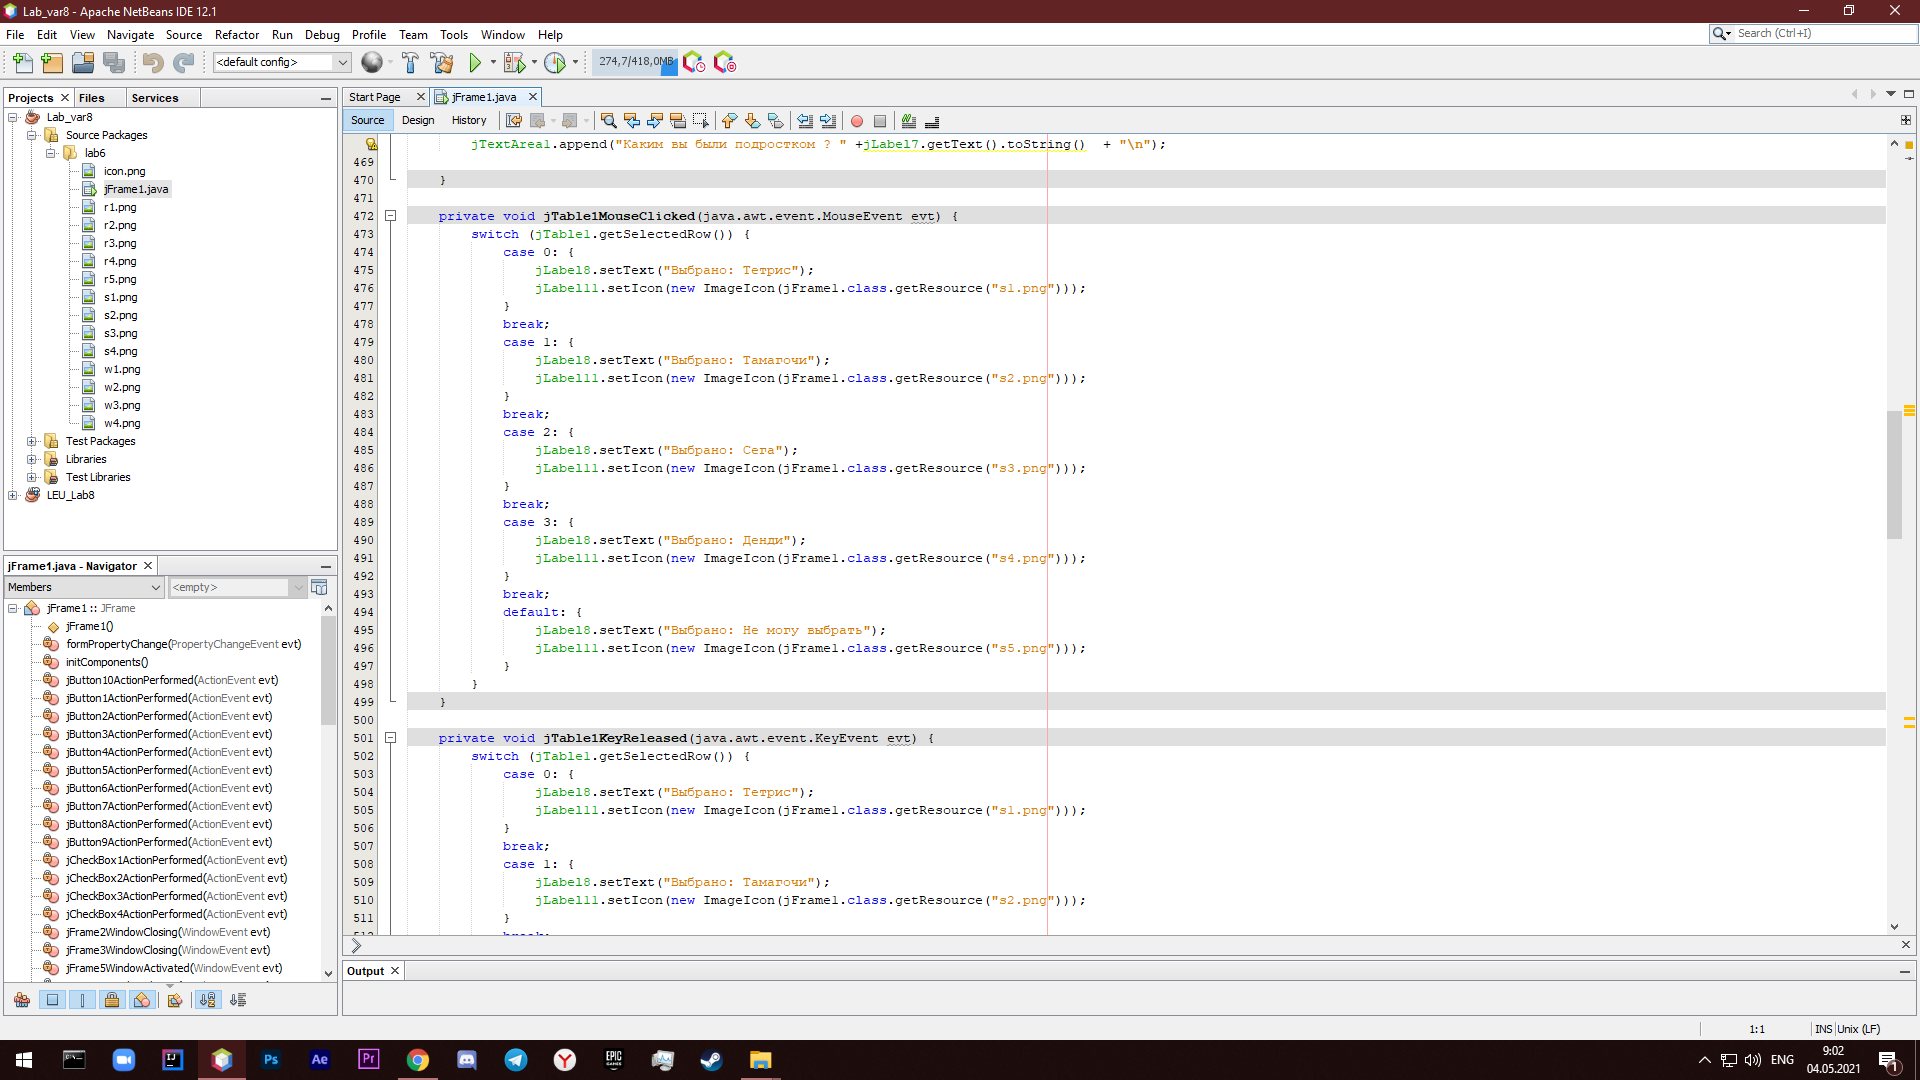 Lab_var8 - Apache NetBeans IDE 12.1
File Edit View Navigate Source Refactor Run Debug Profile Team Tools Window Help
Search (Ctrl+I)
<default config>
274,7/418,0MB
Projects Files Services
Lab_var8
Source Packages
lab6
icon.png
jFrame1.java
r1.png
r2.png
r3.png
r4.png
r5.png
s1.png
s2.png
s3.png
s4.png
w1.png
w2.png
w3.png
w4.png
Test Packages
Libraries
Test Libraries
LEU_Lab8
jFrame1.java - Navigator
Members
<empty>
jFrame1 :: JFrame
jFrame1()
formPropertyChange(PropertyChangeEvent evt)
initComponents()
jButton10ActionPerformed(ActionEvent evt)
jButton1ActionPerformed(ActionEvent evt)
jButton2ActionPerformed(ActionEvent evt)
jButton3ActionPerformed(ActionEvent evt)
jButton4ActionPerformed(ActionEvent evt)
jButton5ActionPerformed(ActionEvent evt)
jButton6ActionPerformed(ActionEvent evt)
jButton7ActionPerformed(ActionEvent evt)
jButton8ActionPerformed(ActionEvent evt)
jButton9ActionPerformed(ActionEvent evt)
jCheckBox1ActionPerformed(ActionEvent evt)
jCheckBox2ActionPerformed(ActionEvent evt)
jCheckBox3ActionPerformed(ActionEvent evt)
jCheckBox4ActionPerformed(ActionEvent evt)
jFrame2WindowClosing(WindowEvent evt)
jFrame3WindowClosing(WindowEvent evt)
jFrame5WindowActivated(WindowEvent evt)
Start Page jFrame1.java
Source Design History
jTextArea1.append("Каким вы были подростком ? " +jLabel7.getText().toString() + "\n");
469
470 }
471
472 private void jTable1MouseClicked(java.awt.event.MouseEvent evt) {
473 switch (jTable1.getSelectedRow()) {
474 case 0: {
475 jLabel8.setText("Выбрано: Тетрис");
476 jLabel11.setIcon(new ImageIcon(jFrame1.class.getResource("s1.png")));
477 }
478 break;
479 case 1: {
480 jLabel8.setText("Выбрано: Тамагочи");
481 jLabel11.setIcon(new ImageIcon(jFrame1.class.getResource("s2.png")));
482 }
483 break;
484 case 2: {
485 jLabel8.setText("Выбрано: Сега");
486 jLabel11.setIcon(new ImageIcon(jFrame1.class.getResource("s3.png")));
487 }
488 break;
489 case 3: {
490 jLabel8.setText("Выбрано: Денди");
491 jLabel11.setIcon(new ImageIcon(jFrame1.class.getResource("s4.png")));
492 }
493 break;
494 default: {
495 jLabel8.setText("Выбрано: Не могу выбрать");
496 jLabel11.setIcon(new ImageIcon(jFrame1.class.getResource("s5.png")));
497 }
498 }
499 }
500
501 private void jTable1KeyReleased(java.awt.event.KeyEvent evt) {
502 switch (jTable1.getSelectedRow()) {
503 case 0: {
504 jLabel8.setText("Выбрано: Тетрис");
505 jLabel11.setIcon(new ImageIcon(jFrame1.class.getResource("s1.png")));
506 }
507 break;
508 case 1: {
509 jLabel8.setText("Выбрано: Тамагочи");
510 jLabel11.setIcon(new ImageIcon(jFrame1.class.getResource("s2.png")));
511 }
512 break;
Output
1:1 INS Unix (LF)
Ps Ae Pr EPIC GAMES
ENG
9:02
04.05.2021
1